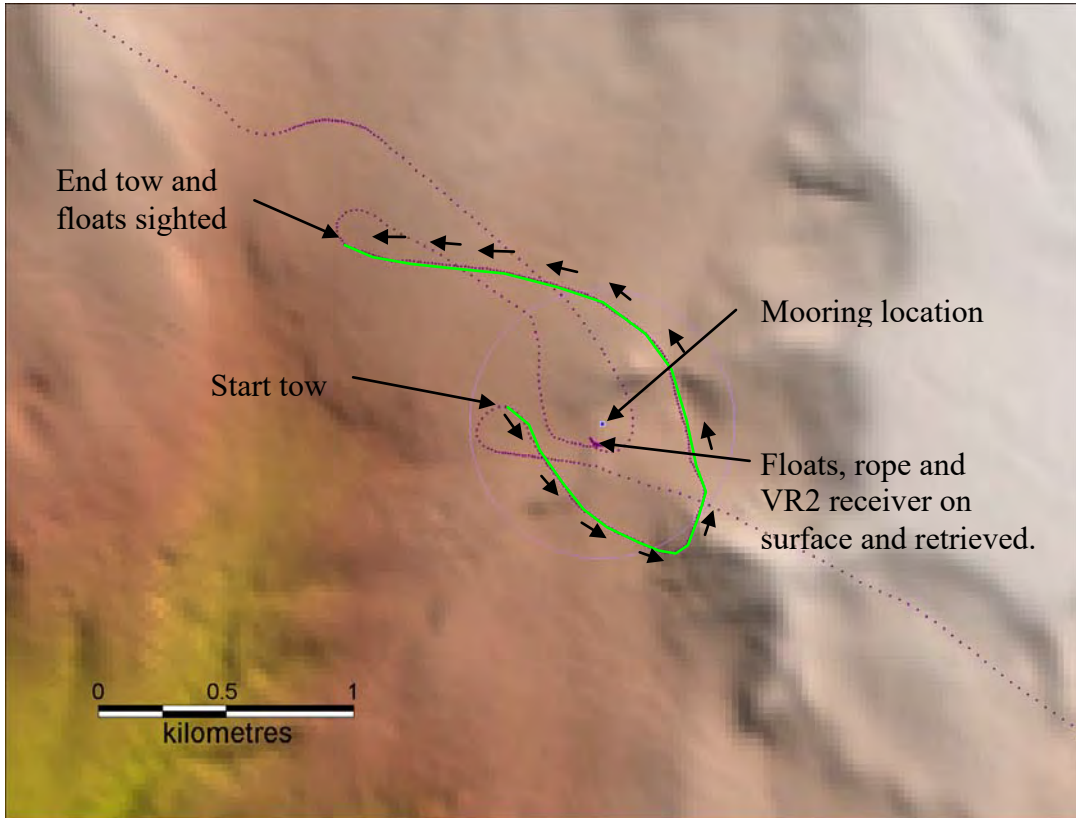 End tow and
floats sighted
Mooring location
Start tow
Floats, rope and
VR2 receiver on
surface and retrieved.
0 0.5 1
kilometres